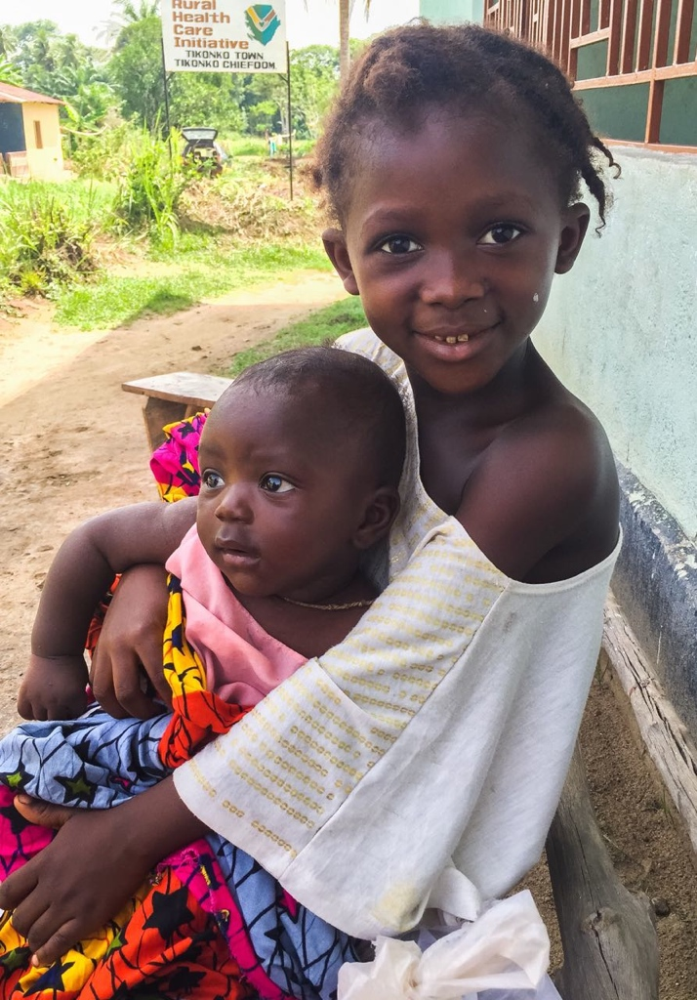 Rural
Health
Care
Initiative
TIKONKO TOWN
TIKONKO CHIEFDOM